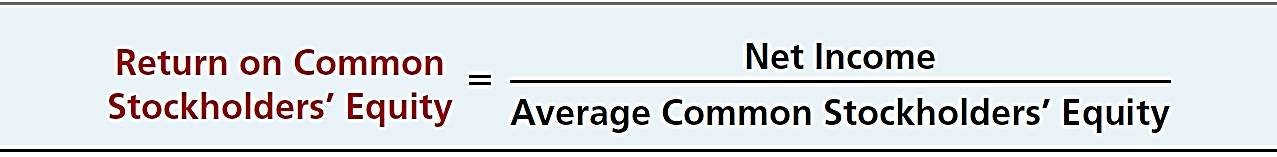 Return on Common
Stockholders’ Equity
=
Net Income
Average Common Stockholders’ Equity